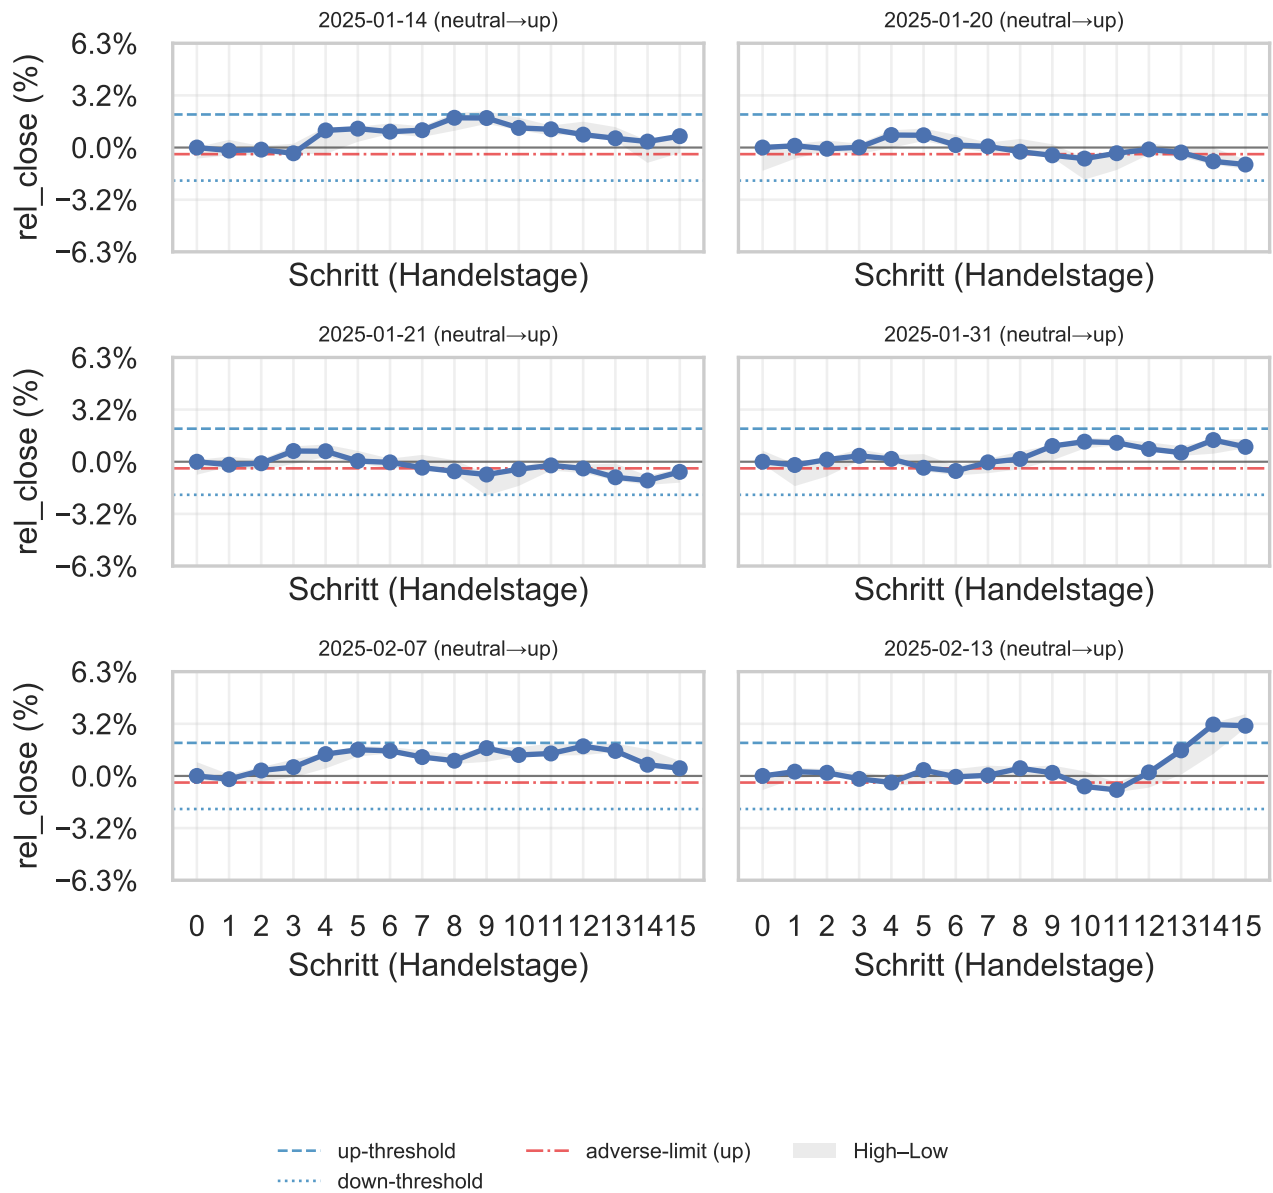 2025-01-14 (neutral→up)
2025-01-20 (neutral→up)
rel_close (%)
6.3%
3.2%
0.0%
−3.2%
−6.3%
Schritt (Handelstage)
Schritt (Handelstage)
2025-01-21 (neutral→up)
2025-01-31 (neutral→up)
rel_close (%)
6.3%
3.2%
0.0%
−3.2%
−6.3%
Schritt (Handelstage)
Schritt (Handelstage)
2025-02-07 (neutral→up)
2025-02-13 (neutral→up)
rel_close (%)
6.3%
3.2%
0.0%
−3.2%
−6.3%
0 1 2 3 4 5 6 7 8 9 10 11 12 13 14 15
0 1 2 3 4 5 6 7 8 9 10 11 12 13 14 15
Schritt (Handelstage)
Schritt (Handelstage)
up-threshold
down-threshold
adverse-limit (up)
High–Low